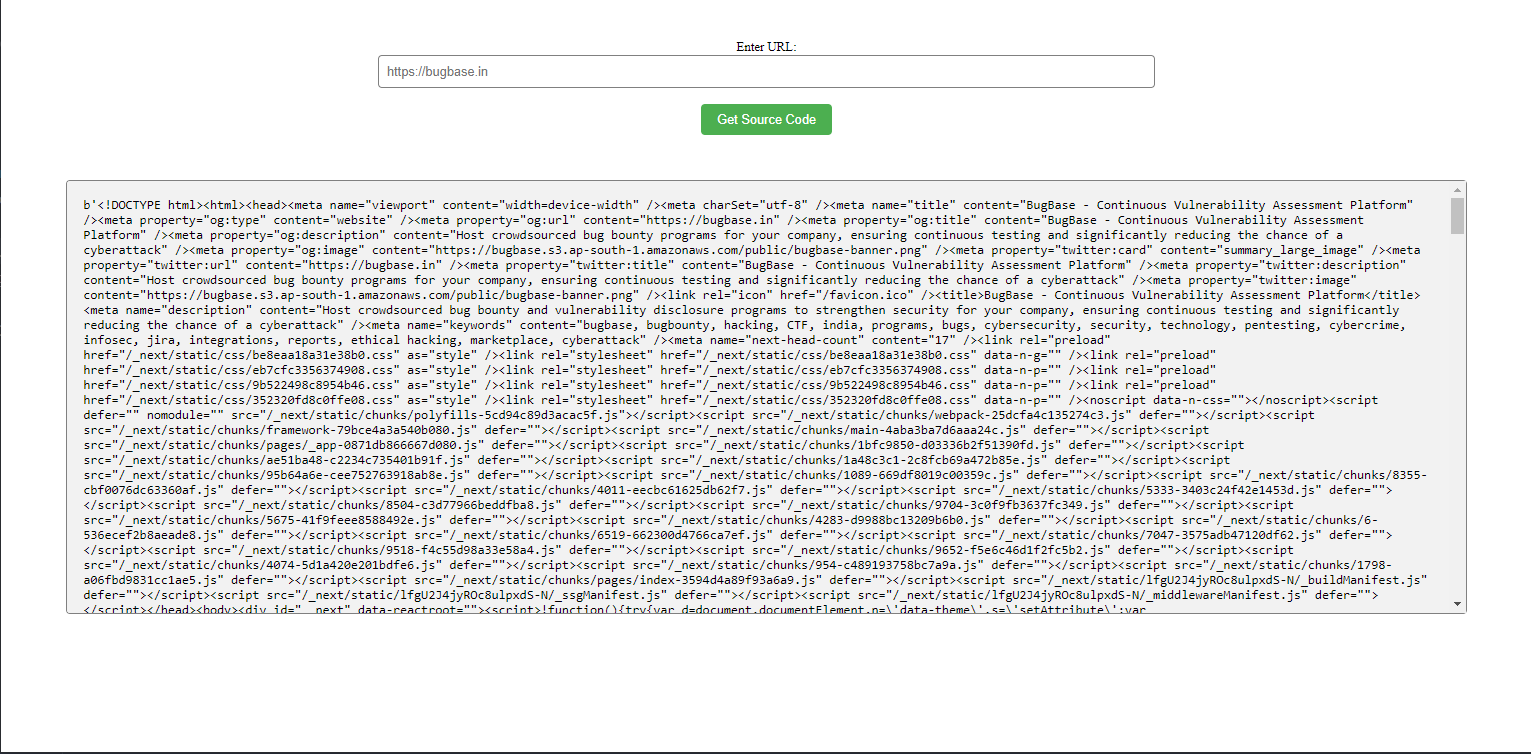 Enter URL:
https://bugbase.in
Get Source Code
b'<!DOCTYPE html><html><head><meta name="viewport" content="width=device-width" /><meta charSet="utf-8" /><meta name="title" content="BugBase - Continuous Vulnerability Assessment Platform"
/><meta property="og:type" content="website" /><meta property="og:url" content="https://bugbase.in" /><meta property="og:title" content="BugBase - Continuous Vulnerability Assessment
Platform" /><meta property="og:description" content="Host crowdsourced bug bounty programs for your company, ensuring continuous testing and significantly reducing the chance of a
cyberattack" /><meta property="og:image" content="https://bugbase.s3.ap-south-1.amazonaws.com/public/bugbase-banner.png" /><meta property="twitter:card" content="summary_large_image" /><meta
property="twitter:url" content="https://bugbase.in" /><meta property="twitter:title" content="BugBase - Continuous Vulnerability Assessment Platform" /><meta property="twitter:description"
content="Host crowdsourced bug bounty programs for your company, ensuring continuous testing and significantly reducing the chance of a cyberattack" /><meta property="twitter:image"
content="https://bugbase.s3.ap-south-1.amazonaws.com/public/bugbase-banner.png" /><link rel="icon" href="/favicon.ico" /><title>BugBase - Continuous Vulnerability Assessment Platform</title>
<meta name="description" content="Host crowdsourced bug bounty and vulnerability disclosure programs to strengthen security for your company, ensuring continuous testing and significantly
reducing the chance of a cyberattack" /><meta name="keywords" content="bugbase, bugbounty, hacking, CTF, india, programs, bugs, cybersecurity, security, technology, pentesting, cybercrime,
infosec, jira, integrations, reports, ethical hacking, marketplace, cyberattack" /><meta name="next-head-count" content="17" /><link rel="preload"
href="/_next/static/css/be8eaa18a31e38b0.css" as="style" /><link rel="stylesheet" href="/_next/static/css/be8eaa18a31e38b0.css" data-n-g="" /><link rel="preload"
href="/_next/static/css/eb7cfc3356374908.css" as="style" /><link rel="stylesheet" href="/_next/static/css/eb7cfc3356374908.css" data-n-p="" /><link rel="preload"
href="/_next/static/css/9b522498c8954b46.css" as="style" /><link rel="stylesheet" href="/_next/static/css/9b522498c8954b46.css" data-n-p="" /><link rel="preload"
href="/_next/static/css/352320fd8c0ffe08.css" as="style" /><link rel="stylesheet" href="/_next/static/css/352320fd8c0ffe08.css" data-n-p="" /><noscript data-n-css=""></noscript><script
defer="" nomodule="" src="/_next/static/chunks/polyfills-5cd94c89d3acac5f.js"></script><script src="/_next/static/chunks/webpack-25dcfa4c135274c3.js" defer=""></script><script
src="/_next/static/chunks/framework-79bce4a3a540b080.js" defer=""></script><script src="/_next/static/chunks/main-4aba3ba7d6aaa24c.js" defer=""></script><script
src="/_next/static/chunks/pages/_app-0871db866667d080.js" defer=""></script><script src="/_next/static/chunks/1bfc9850-d03336b2f51390fd.js" defer=""></script><script
src="/_next/static/chunks/ae51ba48-c2234c735401b91f.js" defer=""></script><script src="/_next/static/chunks/1a48c3c1-2c8fcb69a472b85e.js" defer=""></script><script
src="/_next/static/chunks/95b64a6e-cee752763918ab8e.js" defer=""></script><script src="/_next/static/chunks/1089-669df8019c00359c.js" defer=""></script><script src="/_next/static/chunks/8355-
cbf0076dc63360af.js" defer=""></script><script src="/_next/static/chunks/4011-eecbc61625db62f7.js" defer=""></script><script src="/_next/static/chunks/5333-3403c24f42e1453d.js" defer="">
</script><script src="/_next/static/chunks/8504-c3d77966beddfba8.js" defer=""></script><script src="/_next/static/chunks/9704-3c0f9fb3637fc349.js" defer=""></script><script
src="/_next/static/chunks/5675-41f9feee8588492e.js" defer=""></script><script src="/_next/static/chunks/4283-d9988bc13209b6b0.js" defer=""></script><script src="/_next/static/chunks/6-
536ecef2b8aeade8.js" defer=""></script><script src="/_next/static/chunks/6519-662300d4766ca7ef.js" defer=""></script><script src="/_next/static/chunks/7047-3575adb47120df62.js" defer="">
</script><script src="/_next/static/chunks/9518-f4c55d98a33e58a4.js" defer=""></script><script src="/_next/static/chunks/9652-f5e6c46d1f2fc5b2.js" defer=""></script><script
src="/_next/static/chunks/4074-5d1a420e201bdfe6.js" defer=""></script><script src="/_next/static/chunks/954-c489193758bc7a9a.js" defer=""></script><script src="/_next/static/chunks/1798-
a06fbd9831cc1ae5.js" defer=""></script><script src="/_next/static/chunks/pages/index-3594d4a89f93a6a9.js" defer=""></script><script src="/_next/static/lfgU2J4jyROc8ulpxdS-N/_buildManifest.js"
defer=""></script><script src="/_next/static/lfgU2J4jyROc8ulpxdS-N/_ssgManifest.js" defer=""></script><script src="/_next/static/lfgU2J4jyROc8ulpxdS-N/_middlewareManifest.js" defer="">
</script></head><body><div id="__next" data-reactroot=""><script>!function(){try{var d=document.documentElement,n=\'data-theme\',s=\'setAttribute\';var